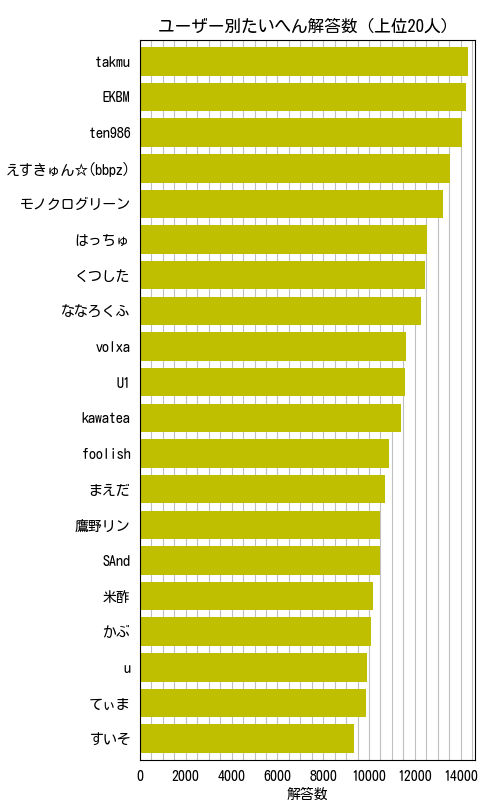 ユーザー別たいへん解答数（上位20人）
takmu
EKBM
ten986
えすきゅん☆(bbpz)
モノクログリーン
はっちゅ
くつした
ななろくふ
volxa
U1
kawatea
foolish
まえだ
鷹野リン
SAnd
米酢
かぶ
u
てぃま
すいそ
0 2000 4000 6000 8000 10000 12000 14000
解答数